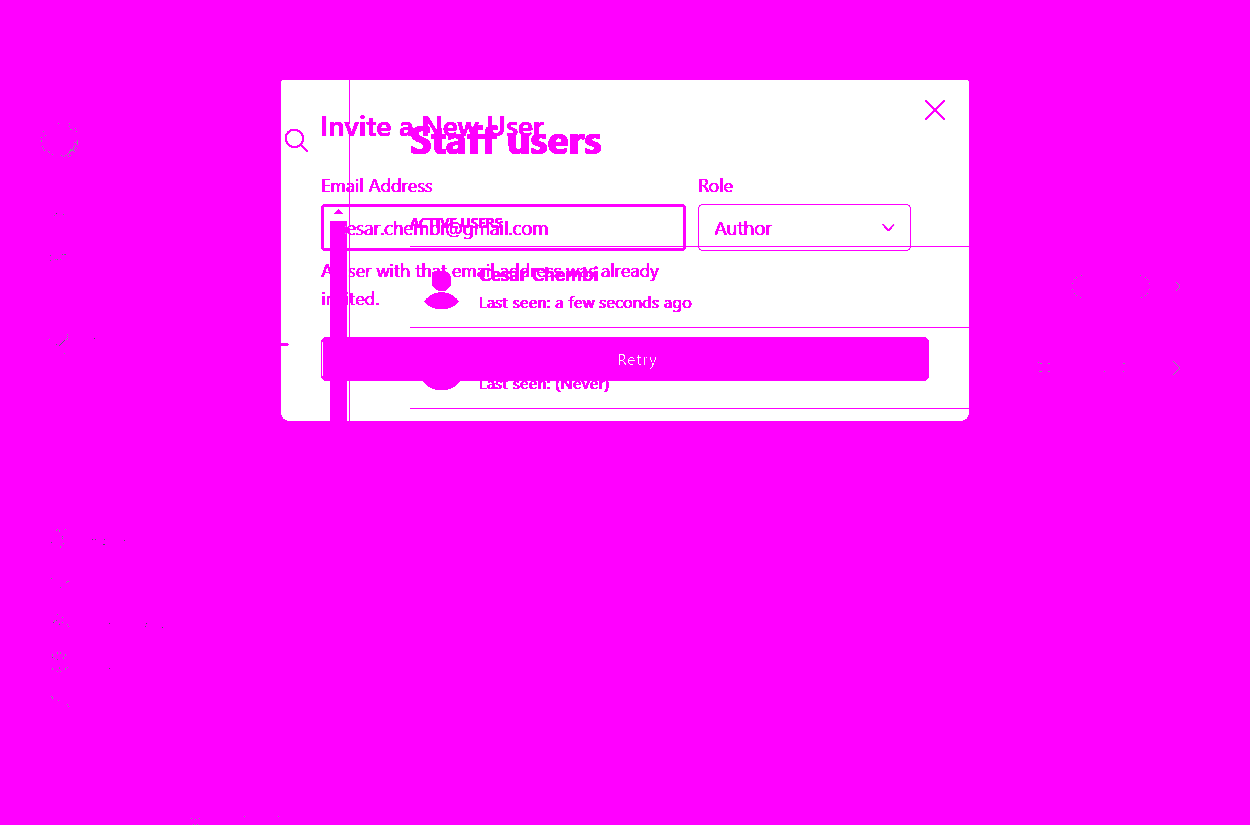 Invite a New User
Staff users
Email Address
Role
ACTIVE USERS
esar.chembi@gmail.com
Author
A user with that email address was already
invited.
Cesar Chembi
Last seen: a few seconds ago
Retry
Last seen: (Never)